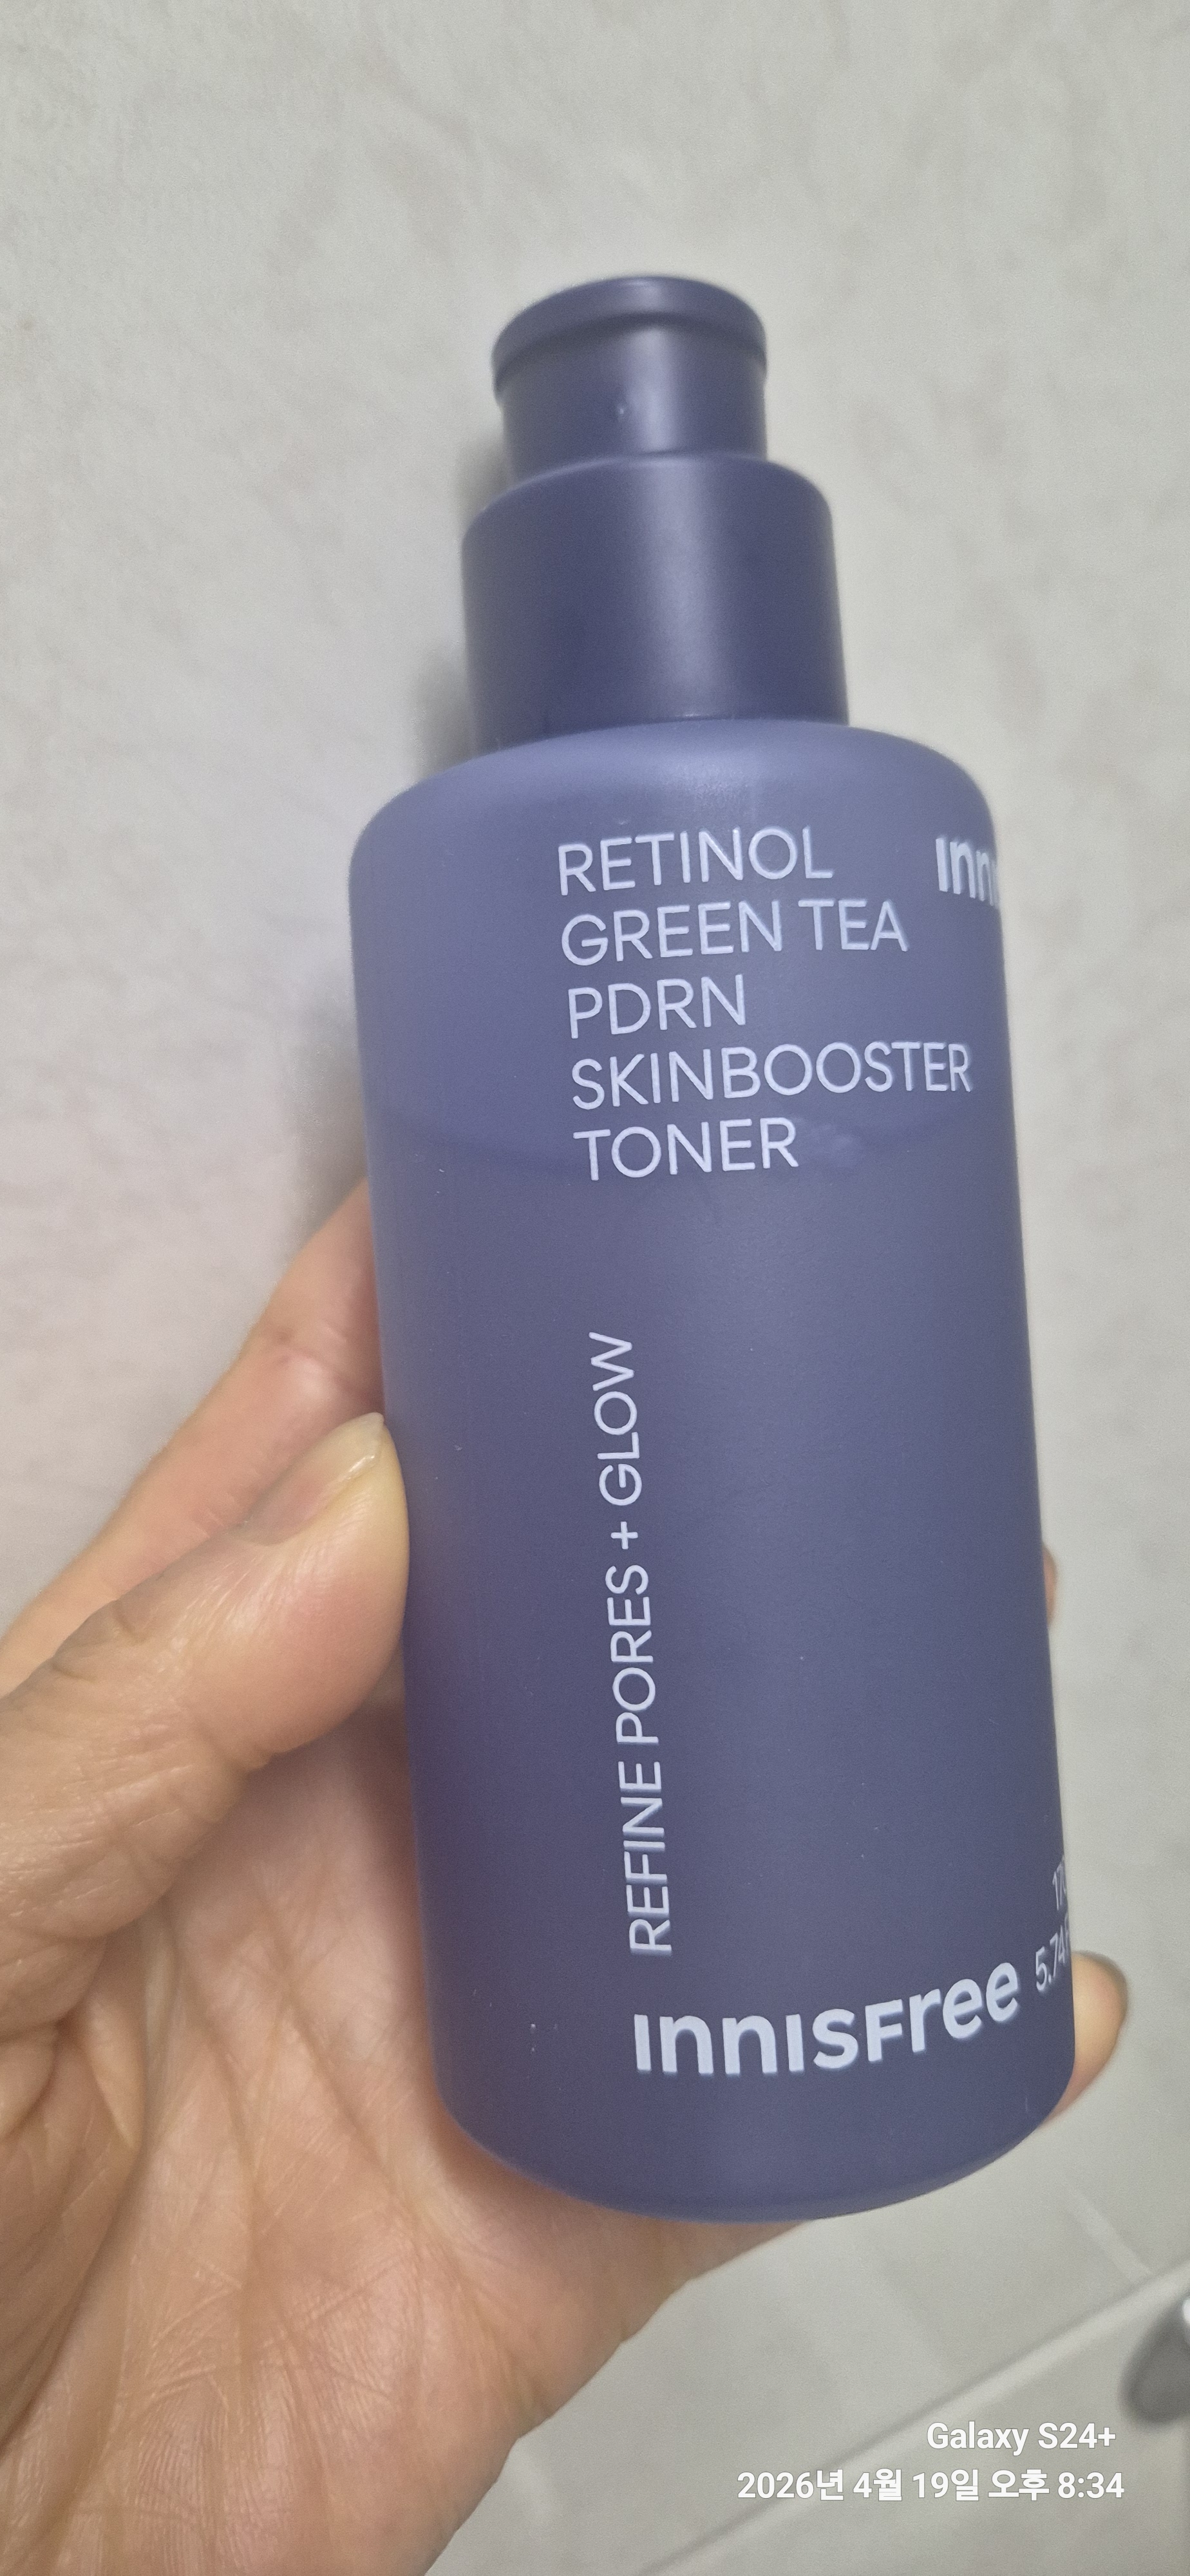 RETINOL
GREEN TEA
PDRN
SKINBOOSTER
TONER
REFINE PORES + GLOW
INNISFree
Galaxy S24+
2026년 4월 19일 오후 8:34